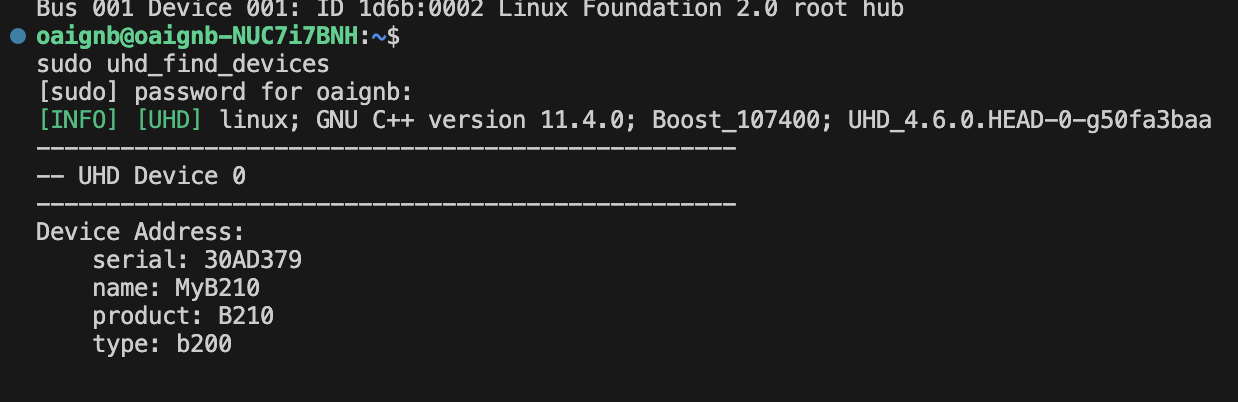 Bus 001 Device 001: ID 1d6b:0002 Linux Foundation 2.0 root hub
oaignb@oaignb-NUC7i7BNH:~$
sudo uhd_find_devices
[sudo] password for oaignb:
[INFO] [UHD] linux; GNU C++ version 11.4.0; Boost_107400; UHD_4.6.0.HEAD-0-g50fa3baa
--------------------------------------------------
-- UHD Device 0
--------------------------------------------------
Device Address:
    serial: 30AD379
    name: MyB210
    product: B210
    type: b200